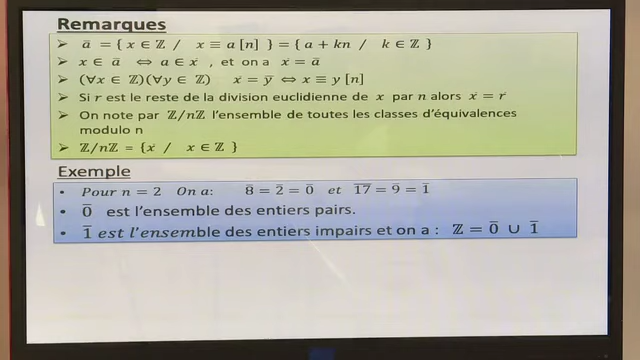 Remarques
➢ ā = { x ∈ ℤ / x ≡ a [n] } = { a + kn / k ∈ ℤ }
➢ x ∈ ā ⇔ a ∈ ẋ , et on a ẋ = ā
➢ (∀x ∈ ℤ)(∀y ∈ ℤ) ẋ = ȳ ⇔ x ≡ y [n]
➢ Si r est le reste de la division euclidienne de x par n alors ẋ = ṙ
➢ On note par ℤ/nℤ l'ensemble de toutes les classes d'équivalences
modulo n
➢ ℤ/nℤ = {ẋ / x ∈ ℤ }
Exemple
• Pour n = 2 On a: 8̄ = 2̄ = 0̄ et 1̅7̅ = 9̄ = 1̄
• 0̄ est l'ensemble des entiers pairs.
• 1̄ est l'ensemble des entiers impairs et on a : ℤ = 0̄ ∪ 1̄